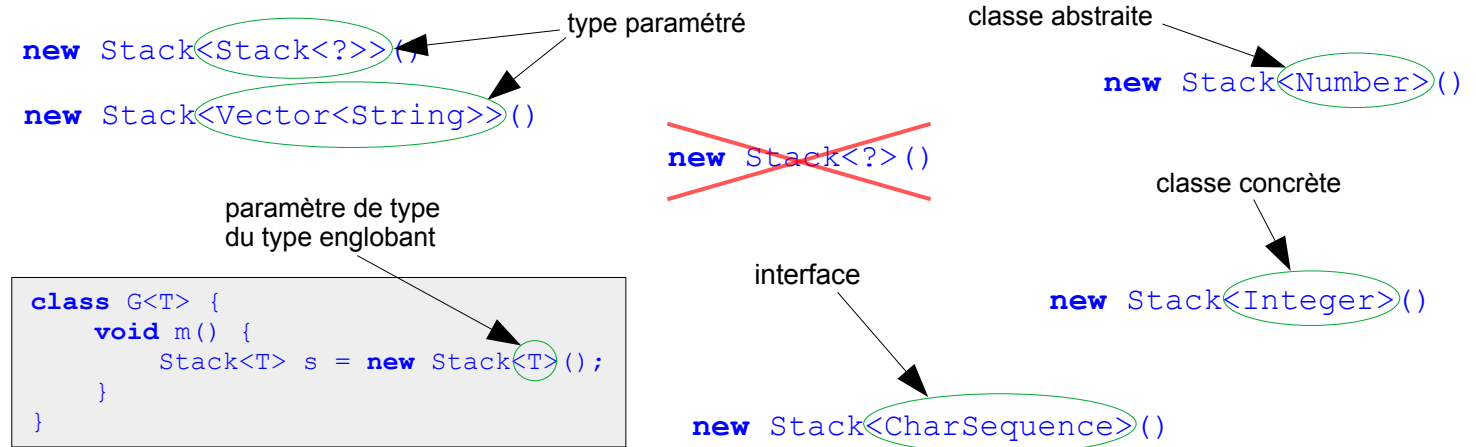 type paramétré
new Stack<Stack<?>>()
new Stack<Vector<String>>()
classe abstraite
new Stack<Number>()
new Stack<?>()
classe concrète
new Stack<Integer>()
paramètre de type
du type englobant
class G<T> {
void m() {
Stack<T> s = new Stack<T>();
}
}
interface
new Stack<CharSequence>()